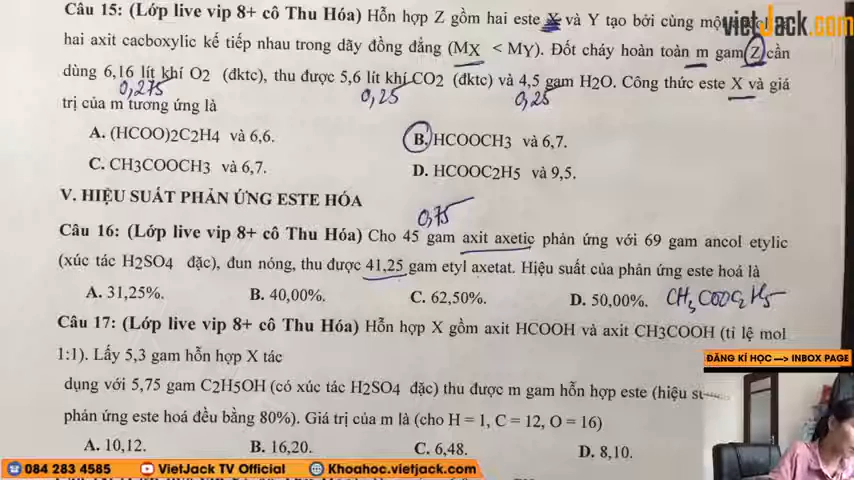 Câu 15: (Lớp live vip 8+ cô Thu Hóa) Hỗn hợp Z gồm hai este X và Y tạo bởi cùng một
vietJack.com
hai axit cacboxylic kế tiếp nhau trong dãy đồng đẳng (MX < MY). Đốt cháy hoàn toàn m gam Z cần
dùng 6,16 lít khí O2 (đktc), thu được 5,6 lít khí CO2 (đktc) và 4,5 gam H2O. Công thức este X và giá
0,275 0,25 0,25
trị của m tương ứng là
A. (HCOO)2C2H4 và 6,6. B. HCOOCH3 và 6,7.
C. CH3COOCH3 và 6,7. D. HCOOC2H5 và 9,5.
V. HIỆU SUẤT PHẢN ỨNG ESTE HÓA
0,75
Câu 16: (Lớp live vip 8+ cô Thu Hóa) Cho 45 gam axit axetic phản ứng với 69 gam ancol etylic
(xúc tác H2SO4 đặc), đun nóng, thu được 41,25 gam etyl axetat. Hiệu suất của phản ứng este hoá là
A. 31,25%. B. 40,00%. C. 62,50%. D. 50,00%. CH3COOC2H5
Câu 17: (Lớp live vip 8+ cô Thu Hóa) Hỗn hợp X gồm axit HCOOH và axit CH3COOH (tỉ lệ mol
1:1). Lấy 5,3 gam hỗn hợp X tác
ĐĂNG KÍ HỌC —> INBOX PAGE
dụng với 5,75 gam C2H5OH (có xúc tác H2SO4 đặc) thu được m gam hỗn hợp este (hiệu
phản ứng este hoá đều bằng 80%). Giá trị của m là (cho H = 1, C = 12, O = 16)
A. 10,12. B. 16,20. C. 6,48. D. 8,10.
084 283 4585 VietJack TV Official Khoahoc.vietjack.com